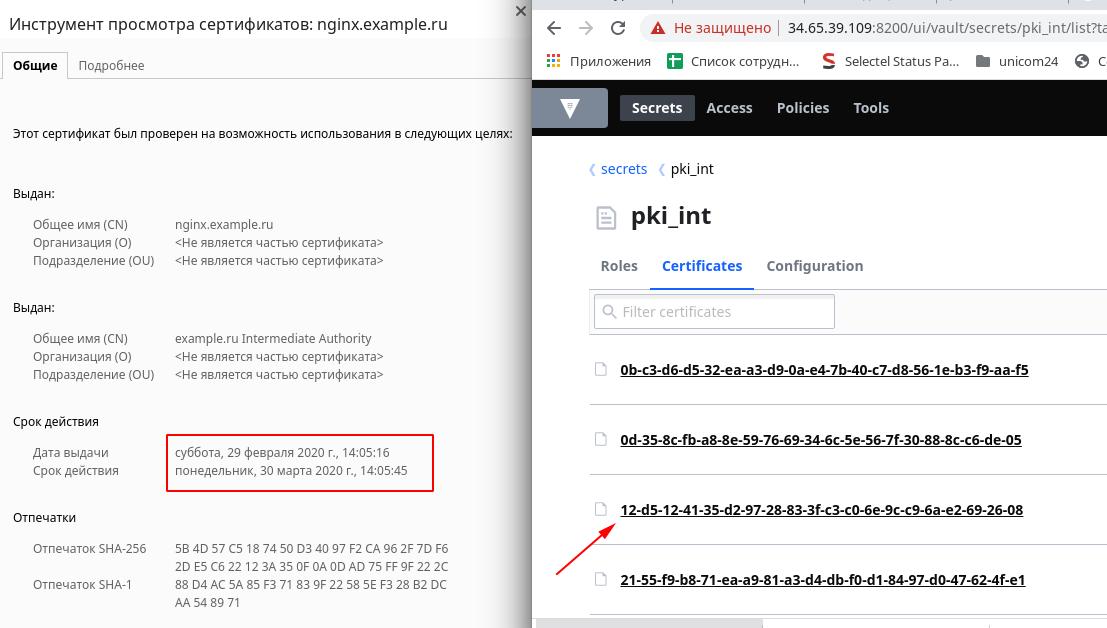 Инструмент просмотра сертификатов: nginx.example.ru
Общие
Подробнее
Этот сертификат был проверен на возможность использования в следующих целях:
Выдан:
Общее имя (CN) nginx.example.ru
Организация (O) <Не является частью сертификата>
Подразделение (OU) <Не является частью сертификата>
Выдан:
Общее имя (CN) example.ru Intermediate Authority
Организация (O) <Не является частью сертификата>
Подразделение (OU) <Не является частью сертификата>
Срок действия
Дата выдачи суббота, 29 февраля 2020 г., 14:05:16
Срок действия понедельник, 30 марта 2020 г., 14:05:45
Отпечатки
Отпечаток SHA-256 5B 4D 57 C5 18 74 50 D3 40 97 F2 CA 96 2F 7D F6
2D E5 C6 22 12 3A 35 0F 0A 0D AD 75 FF 9F 22 2C
Отпечаток SHA-1 88 D4 AC 5A 85 F3 71 83 9F 22 58 5E F3 28 B2 DC
AA 54 89 71
Не защищено 34.65.39.109:8200/ui/vault/secrets/pki_int/list?ta
Приложения Список сотрудн... Selectel Status Pa... unicom24
Secrets Access Policies Tools
secrets pki_int
pki_int
Roles Certificates Configuration
Filter certificates
0b-c3-d6-d5-32-ea-a3-d9-0a-e4-7b-40-c7-d8-56-1e-b3-f9-aa-f5
0d-35-8c-fb-a8-8e-59-76-69-34-6c-5e-56-7f-30-88-8c-c6-de-05
12-d5-12-41-35-d2-97-28-83-3f-c3-c0-6e-9c-c9-6a-e2-69-26-08
21-55-f9-b8-71-ea-a9-81-a3-d4-db-f0-d1-84-97-d0-47-62-4f-e1